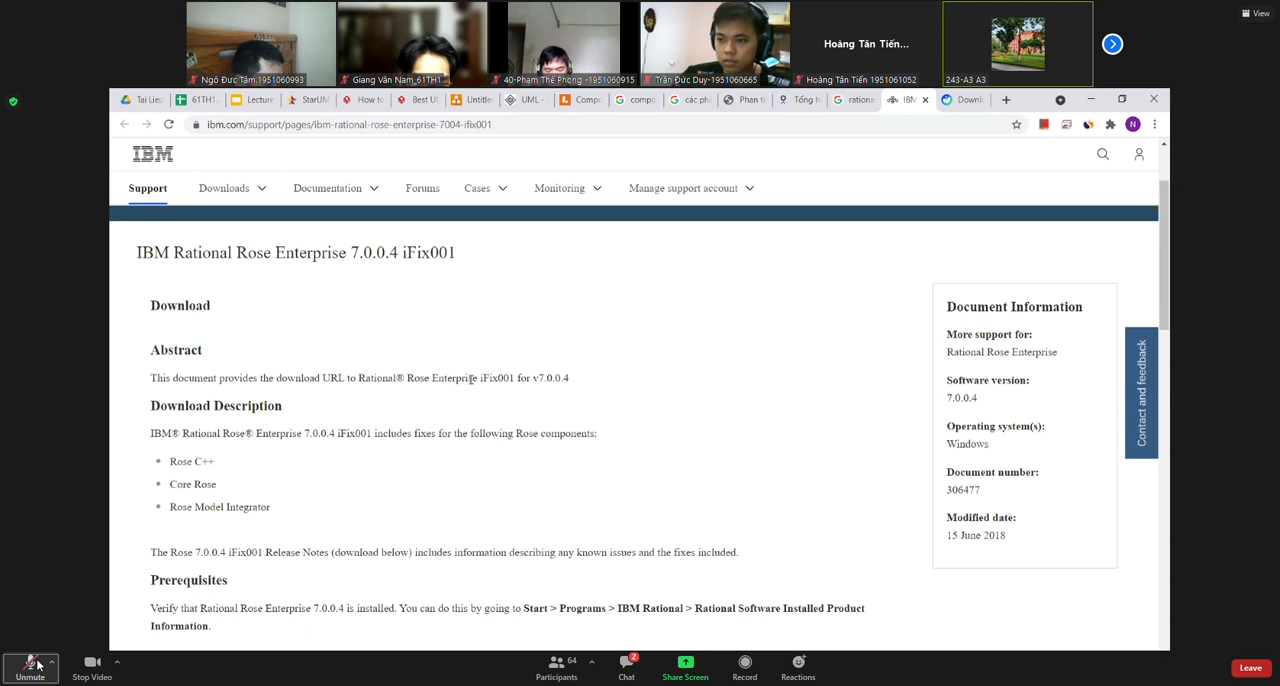 View
Ngô Đức Tâm.1951060993
Giang Văn Nam_61TH1
40-Phạm Thế Phong -1951060915
Trần Đức Duy-1951060665
Hoàng Tân Tiến...
Hoàng Tân Tiến 1951061052
243-A3 A3
Tai Lieu
61TH1.
Lecture
StarUM
How to
Best U
Untitle
UML -
Compo
compo
các ph
Phan t
Tổng h
rationa
IBM
Downl
ibm.com/support/pages/ibm-rational-rose-enterprise-7004-ifix001
N
IBM
Support
Downloads
Documentation
Forums
Cases
Monitoring
Manage support account
IBM Rational Rose Enterprise 7.0.0.4 iFix001
Download
Abstract
This document provides the download URL to Rational® Rose Enterprise iFix001 for v7.0.0.4
Download Description
IBM® Rational Rose® Enterprise 7.0.0.4 iFix001 includes fixes for the following Rose components:
Rose C++
Core Rose
Rose Model Integrator
The Rose 7.0.0.4 iFix001 Release Notes (download below) includes information describing any known issues and the fixes included.
Prerequisites
Verify that Rational Rose Enterprise 7.0.0.4 is installed. You can do this by going to Start > Programs > IBM Rational > Rational Software Installed Product
Information.
Document Information
More support for:
Rational Rose Enterprise
Software version:
7.0.0.4
Operating system(s):
Windows
Document number:
306477
Modified date:
15 June 2018
Contact and feedback
Unmute
Stop Video
64
Participants
2
Chat
Share Screen
Record
Reactions
Leave